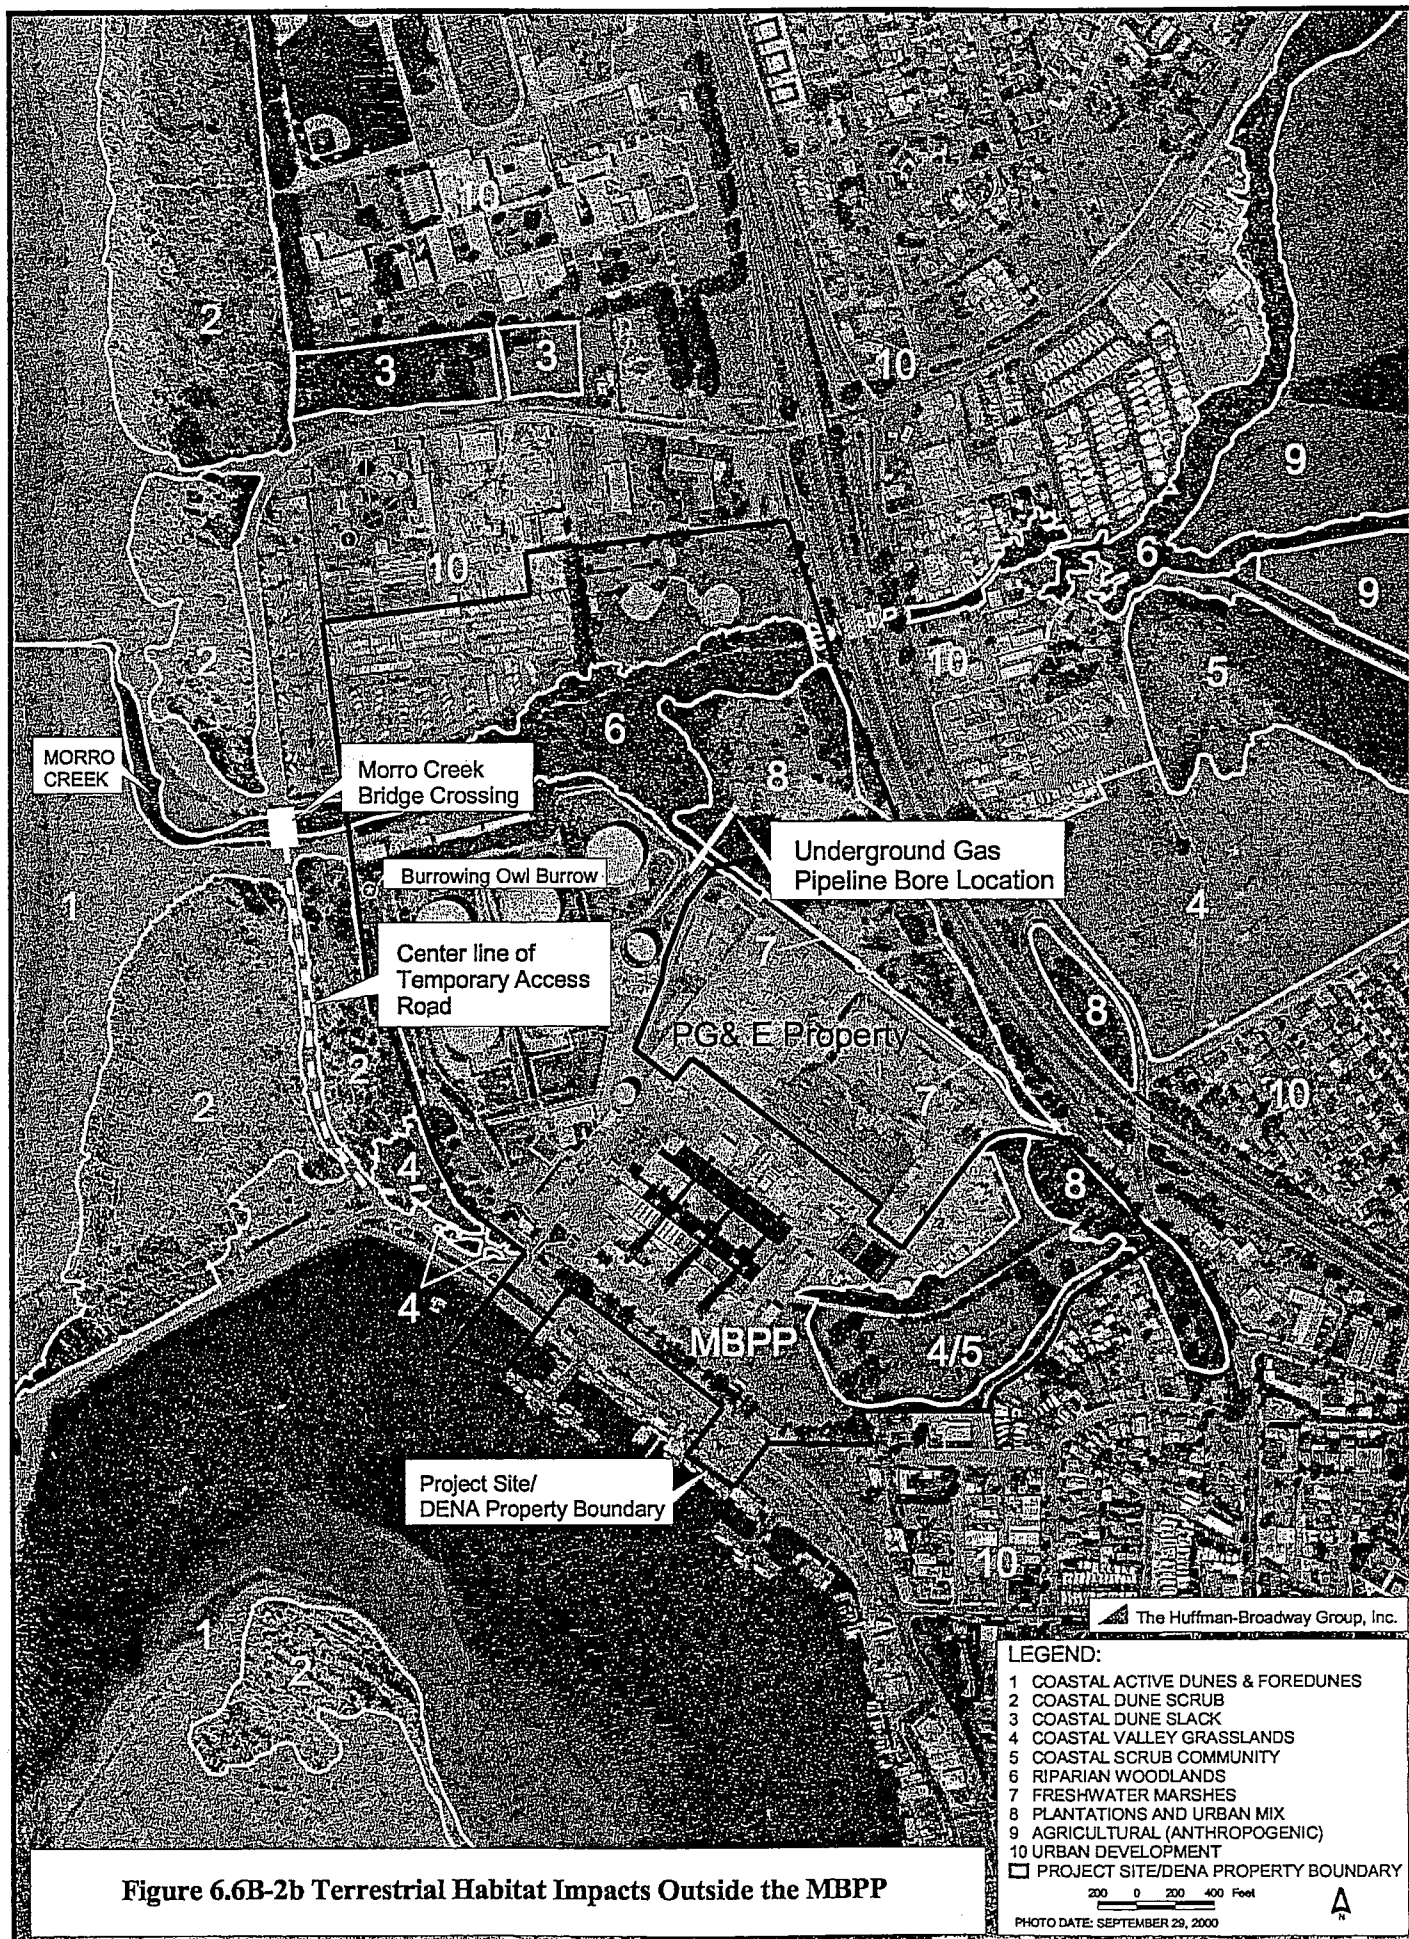 10
2
3
3
10
9
10
6
9
2
10
5
6
MORRO
CREEK
Morro Creek
Bridge Crossing
8
Underground Gas
Pipeline Bore Location
Burrowing Owl Burrow
1
4
Center line of
Temporary Access
Road
7
8
PG& E Property
2
10
2
7
4
8
4
MBPP
4/5
Project Site/
DENA Property Boundary
10
1
2
The Huffman-Broadway Group, Inc.
LEGEND:
1 COASTAL ACTIVE DUNES & FOREDUNES
2 COASTAL DUNE SCRUB
3 COASTAL DUNE SLACK
4 COASTAL VALLEY GRASSLANDS
5 COASTAL SCRUB COMMUNITY
6 RIPARIAN WOODLANDS
7 FRESHWATER MARSHES
8 PLANTATIONS AND URBAN MIX
9 AGRICULTURAL (ANTHROPOGENIC)
10 URBAN DEVELOPMENT
PROJECT SITE/DENA PROPERTY BOUNDARY
200 0 200 400 Feet
N
PHOTO DATE: SEPTEMBER 29, 2000
Figure 6.6B-2b Terrestrial Habitat Impacts Outside the MBPP